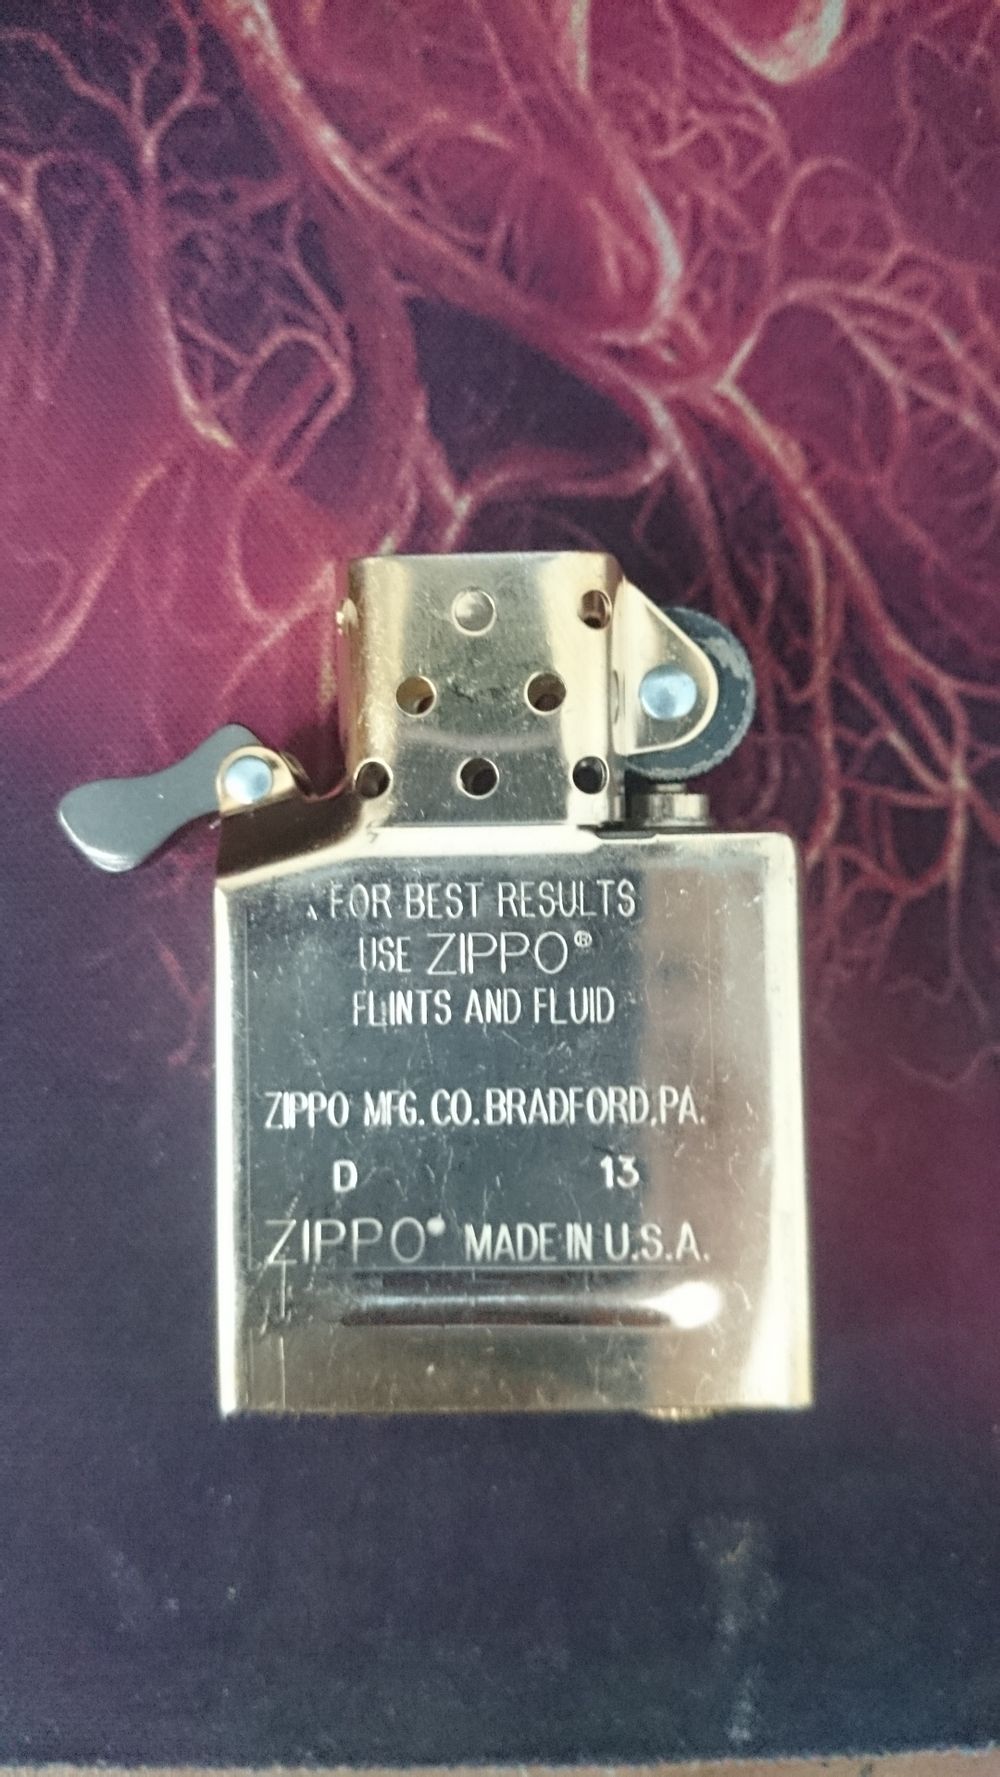 FOR BEST RESULTS
USE ZIPPO®
FLINTS AND FLUID
ZIPPO MFG. CO. BRADFORD, PA.
D 13
ZIPPO® MADE IN U.S.A.